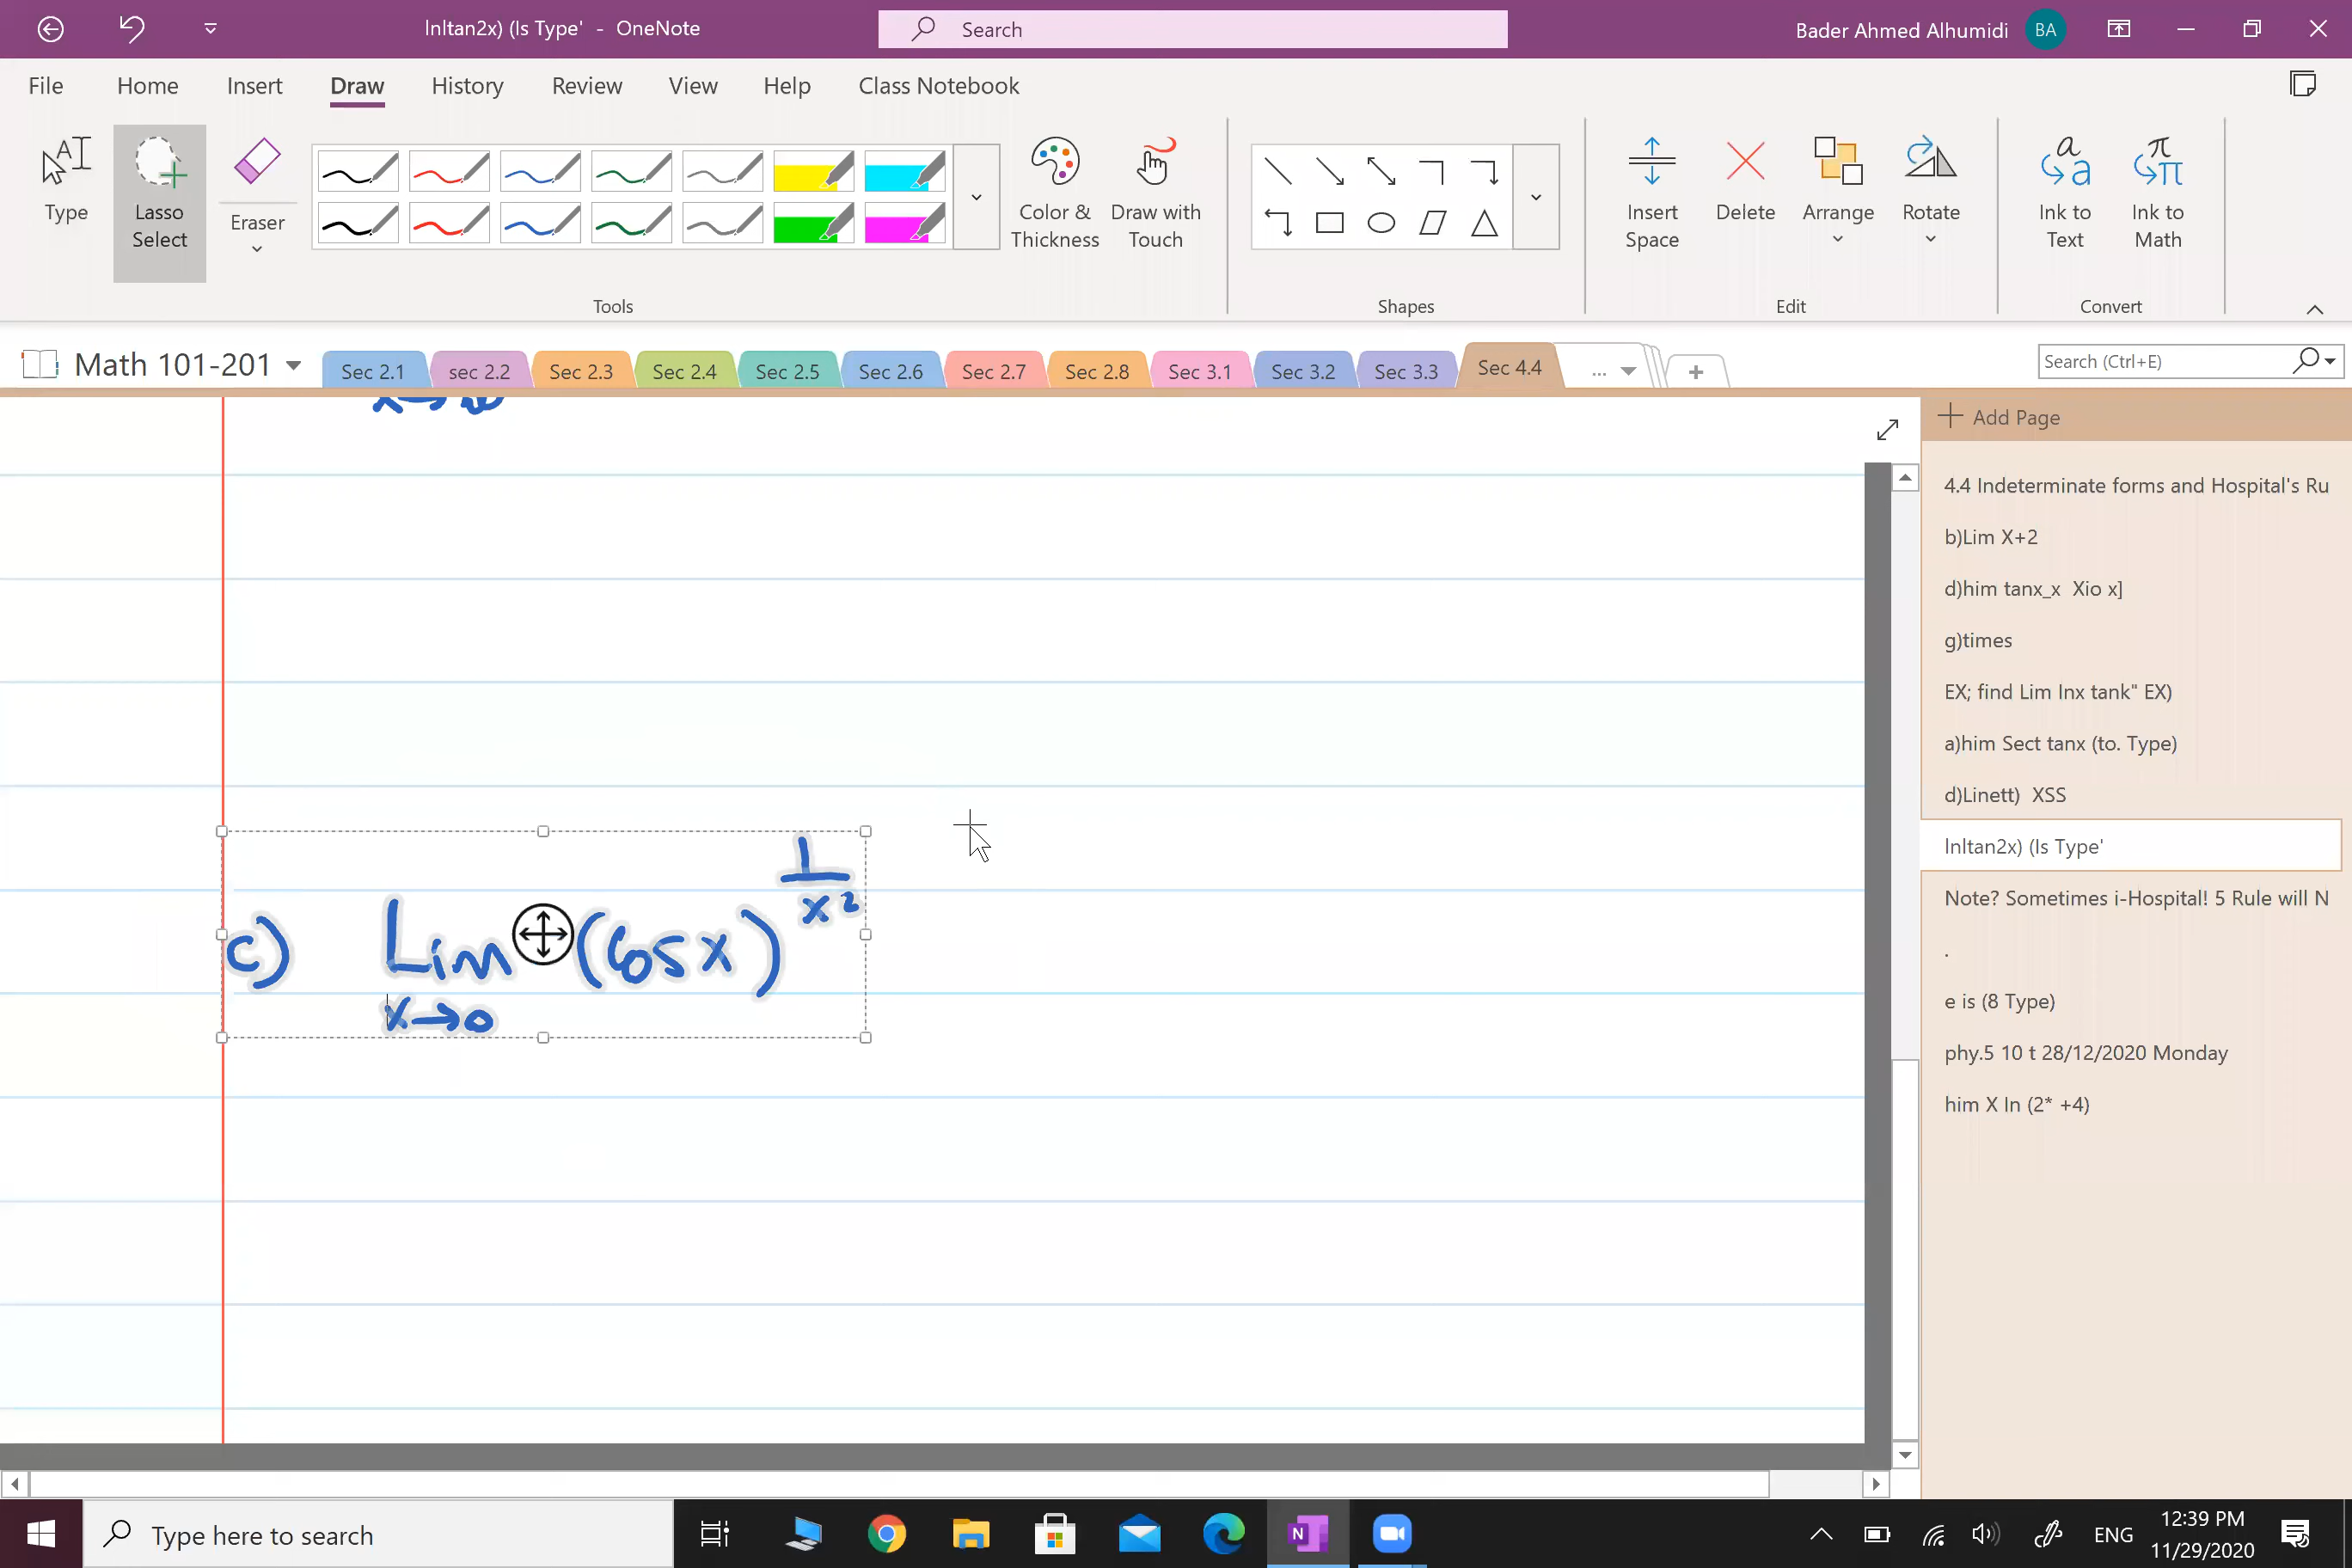 lnltan2x) (ls Type' - OneNote
Search
Bader Ahmed Alhumidi
BA
File Home Insert Draw History Review View Help Class Notebook
Type
Lasso Select
Eraser
Color & Thickness
Draw with Touch
Insert Space
Delete
Arrange
Rotate
Ink to Text
Ink to Math
Tools
Shapes
Edit
Convert
Math 101-201
Sec 2.1 sec 2.2 Sec 2.3 Sec 2.4 Sec 2.5 Sec 2.6 Sec 2.7 Sec 2.8 Sec 3.1 Sec 3.2 Sec 3.3 Sec 4.4 ... +
Search (Ctrl+E)
x→∞
c) Lim (Cosx)^(1/x²)
x→0
Add Page
4.4 Indeterminate forms and Hospital's Ru
b)Lim X+2
d)him tanx_x Xio x]
g)times
EX; find Lim Inx tank" EX)
a)him Sect tanx (to. Type)
d)Linett) XSS
lnltan2x) (ls Type'
Note? Sometimes i-Hospital! 5 Rule will N
.
e is (8 Type)
phy.5 10 t 28/12/2020 Monday
him X In (2* +4)
Type here to search
ENG
12:39 PM
11/29/2020